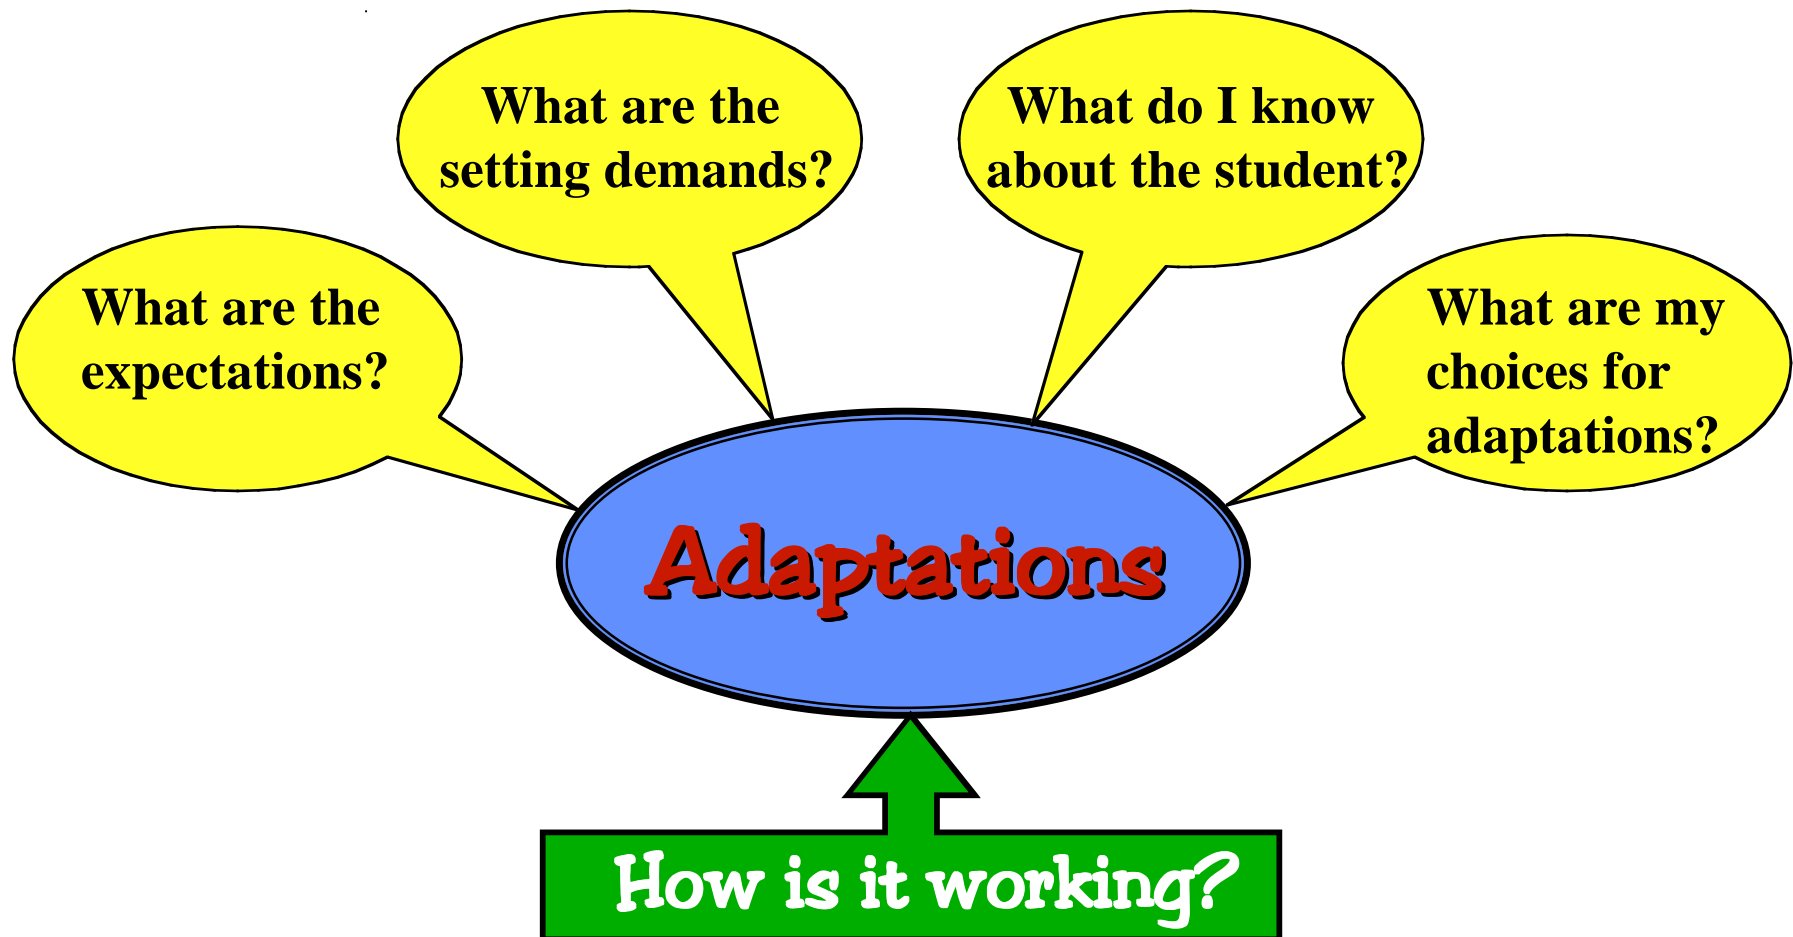 What are the
setting demands?
What do I know
about the student?
What are the
expectations?
What are my
choices for
adaptations?
Adaptations
How is it working?